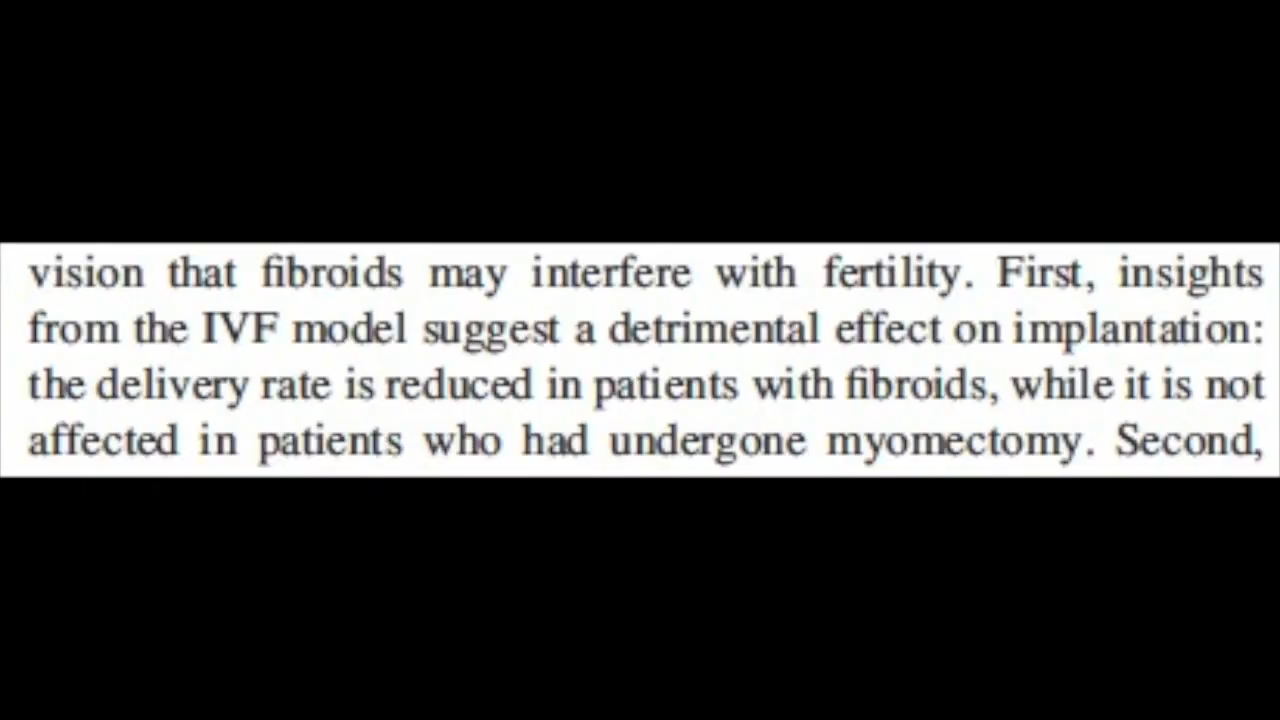 vision that fibroids may interfere with fertility. First, insights
from the IVF model suggest a detrimental effect on implantation:
the delivery rate is reduced in patients with fibroids, while it is not
affected in patients who had undergone myomectomy. Second,